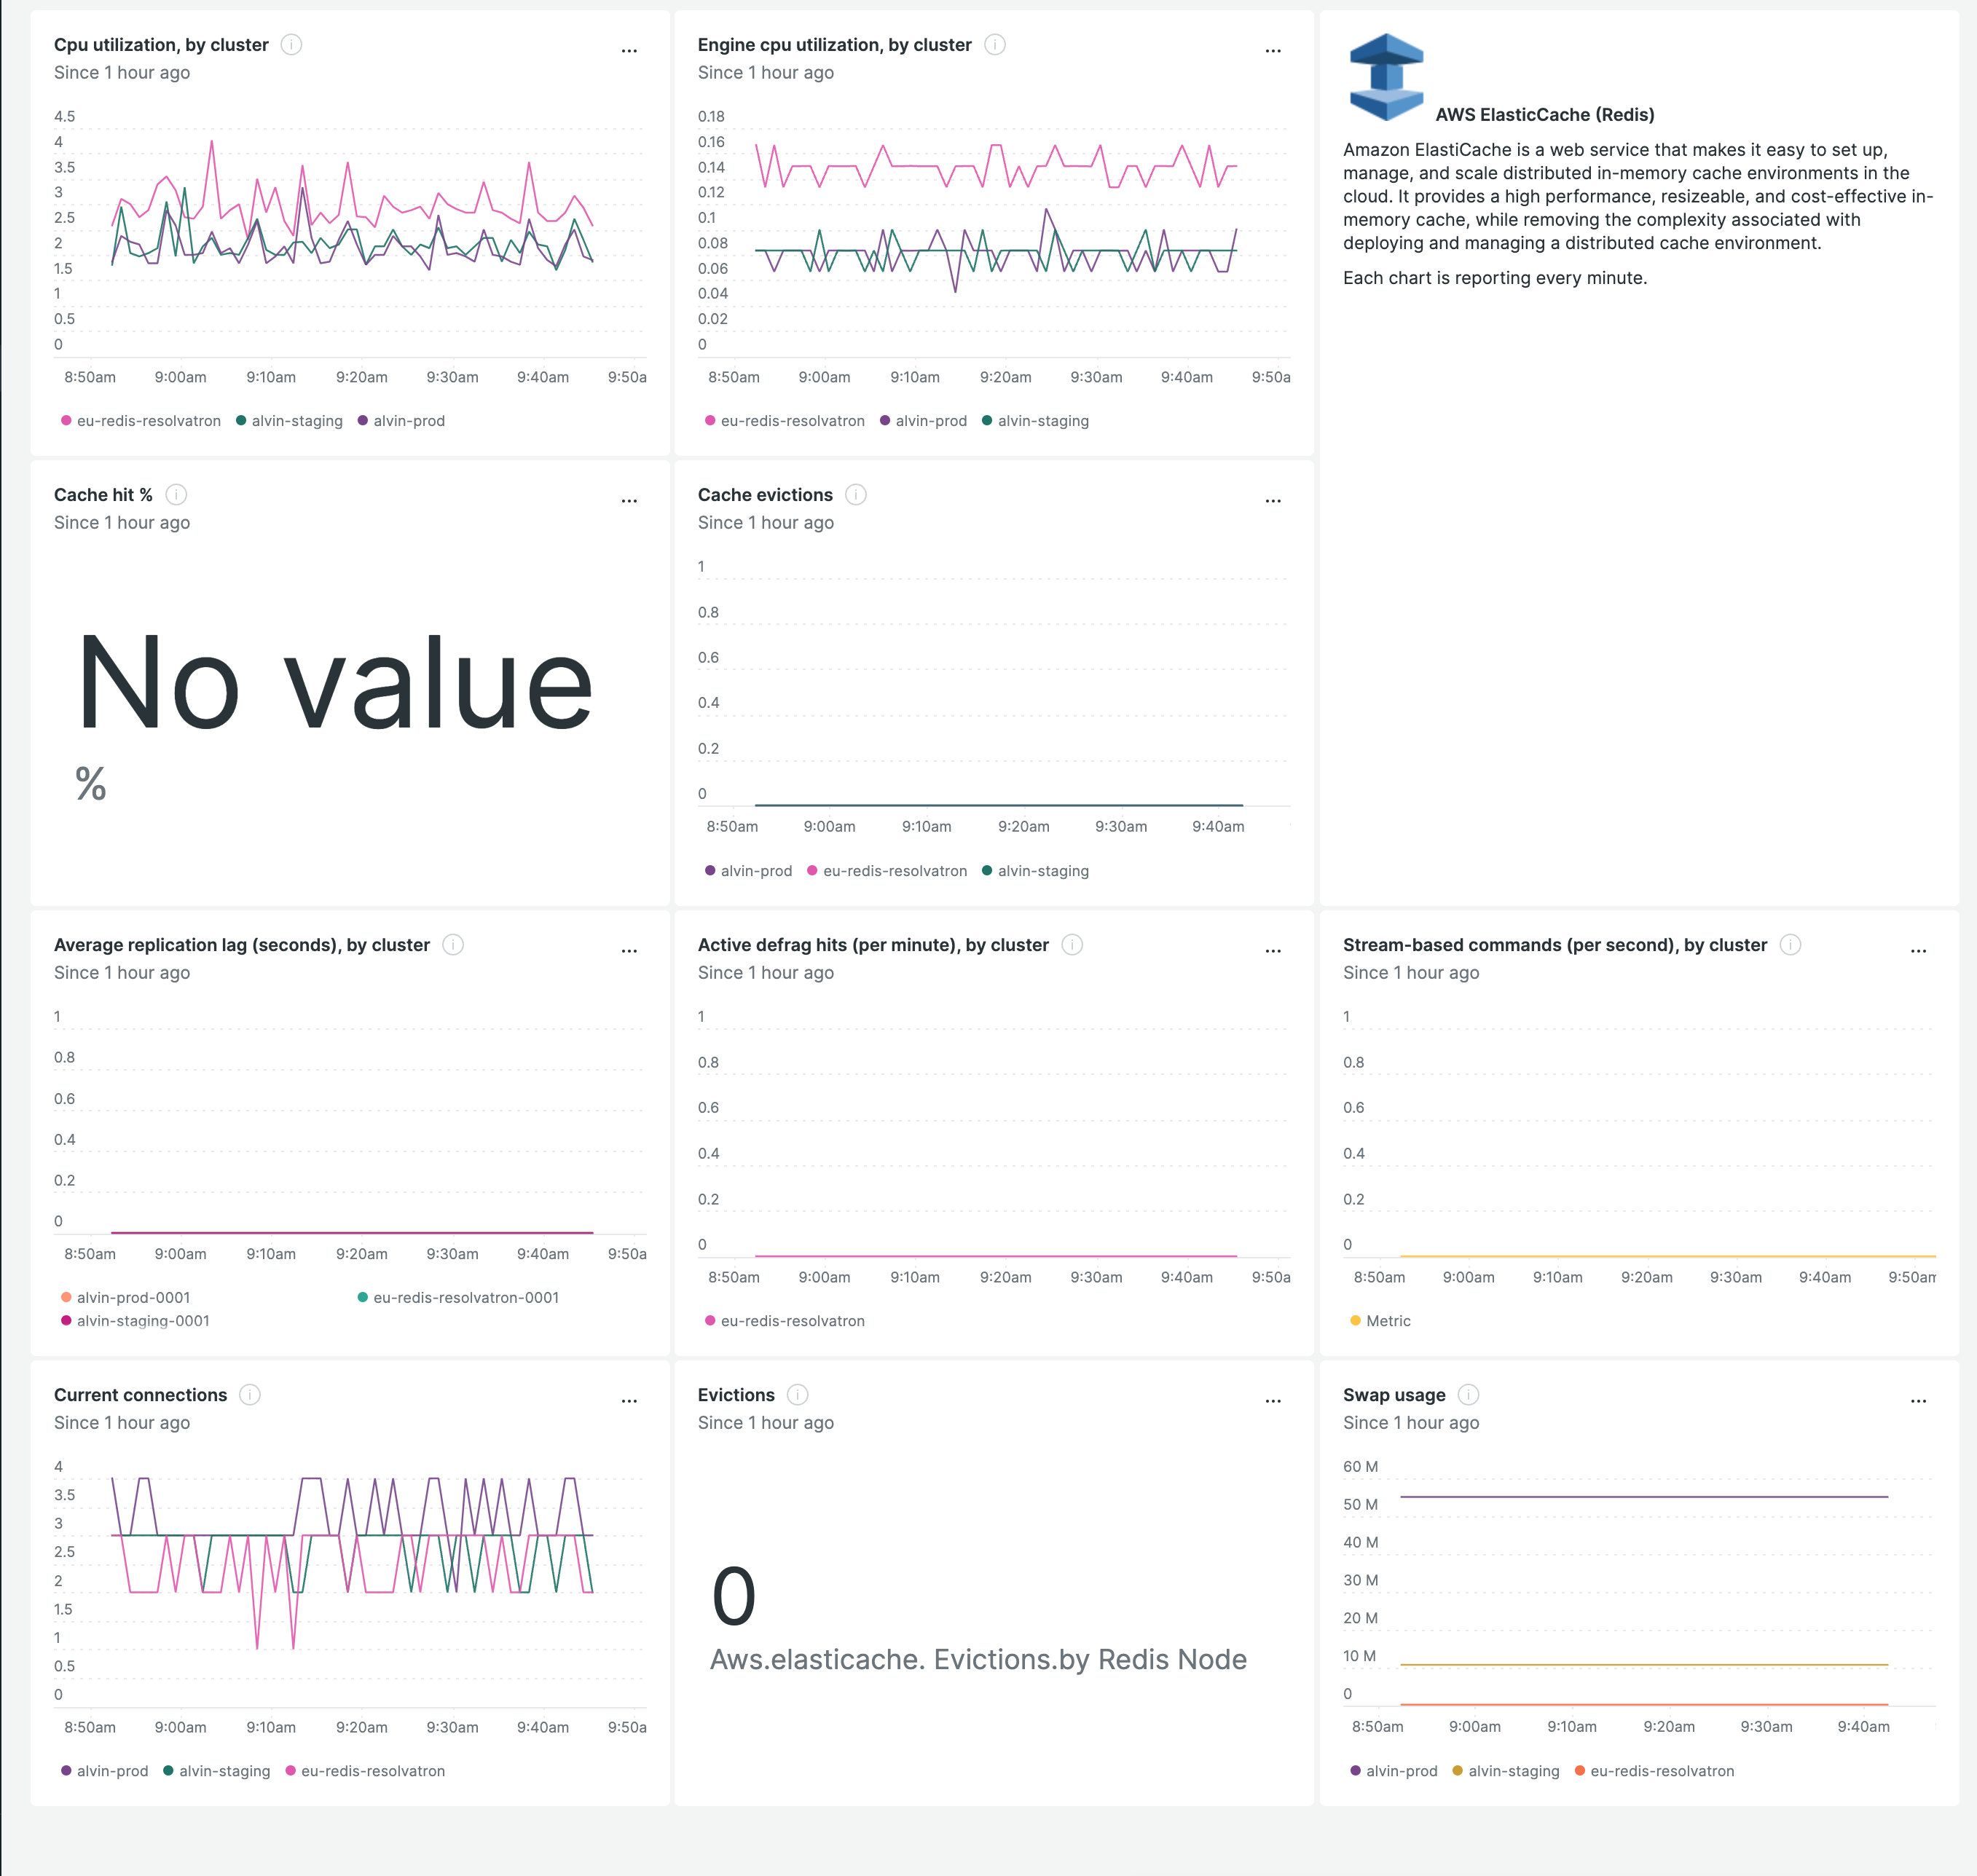 Cpu utilization, by cluster
Since 1 hour ago
4.5
4
3.5
3
2.5
2
1.5
1
0.5
0
8:50am 9:00am 9:10am 9:20am 9:30am 9:40am 9:50a
eu-redis-resolvatron alvin-staging alvin-prod
Engine cpu utilization, by cluster
Since 1 hour ago
0.18
0.16
0.14
0.12
0.1
0.08
0.06
0.04
0.02
0
8:50am 9:00am 9:10am 9:20am 9:30am 9:40am 9:50a
eu-redis-resolvatron alvin-prod alvin-staging
AWS ElasticCache (Redis)
Amazon ElastiCache is a web service that makes it easy to set up,
manage, and scale distributed in-memory cache environments in the
cloud. It provides a high performance, resizeable, and cost-effective in-
memory cache, while removing the complexity associated with
deploying and managing a distributed cache environment.
Each chart is reporting every minute.
Cache hit %
Since 1 hour ago
No value
%
Cache evictions
Since 1 hour ago
1
0.8
0.6
0.4
0.2
0
8:50am 9:00am 9:10am 9:20am 9:30am 9:40am
alvin-prod eu-redis-resolvatron alvin-staging
Average replication lag (seconds), by cluster
Since 1 hour ago
1
0.8
0.6
0.4
0.2
0
8:50am 9:00am 9:10am 9:20am 9:30am 9:40am 9:50a
alvin-prod-0001 eu-redis-resolvatron-0001
alvin-staging-0001
Active defrag hits (per minute), by cluster
Since 1 hour ago
1
0.8
0.6
0.4
0.2
0
8:50am 9:00am 9:10am 9:20am 9:30am 9:40am 9:50a
eu-redis-resolvatron
Stream-based commands (per second), by cluster
Since 1 hour ago
1
0.8
0.6
0.4
0.2
0
8:50am 9:00am 9:10am 9:20am 9:30am 9:40am 9:50am
Metric
Current connections
Since 1 hour ago
4
3.5
3
2.5
2
1.5
1
0.5
0
8:50am 9:00am 9:10am 9:20am 9:30am 9:40am 9:50a
alvin-prod alvin-staging eu-redis-resolvatron
Evictions
Since 1 hour ago
0
Aws.elasticache. Evictions.by Redis Node
Swap usage
Since 1 hour ago
60 M
50 M
40 M
30 M
20 M
10 M
0
8:50am 9:00am 9:10am 9:20am 9:30am 9:40am
alvin-prod alvin-staging eu-redis-resolvatron